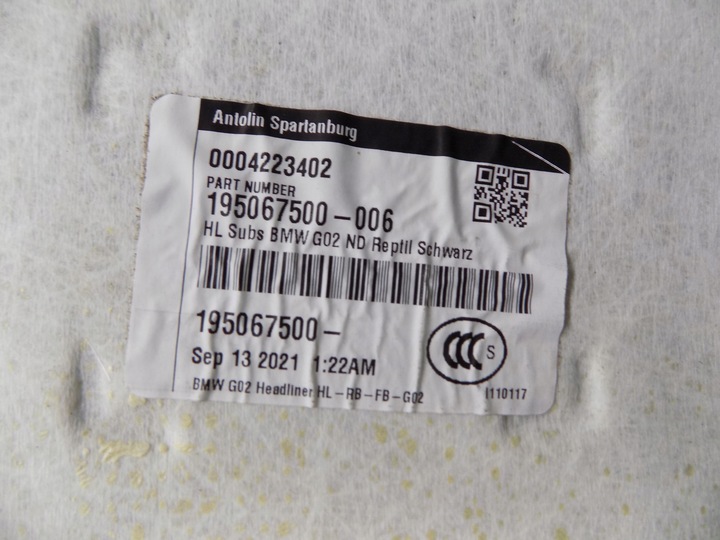 Antolin Spartanburg
0004223402
PART NUMBER
195067500-006
HL Subs BMW G02 ND Reptil Schwarz
195067500-
Sep 13 2021 1:22AM
CCC S
BMW G02 Headliner HL-RB-FB-G02
I110117